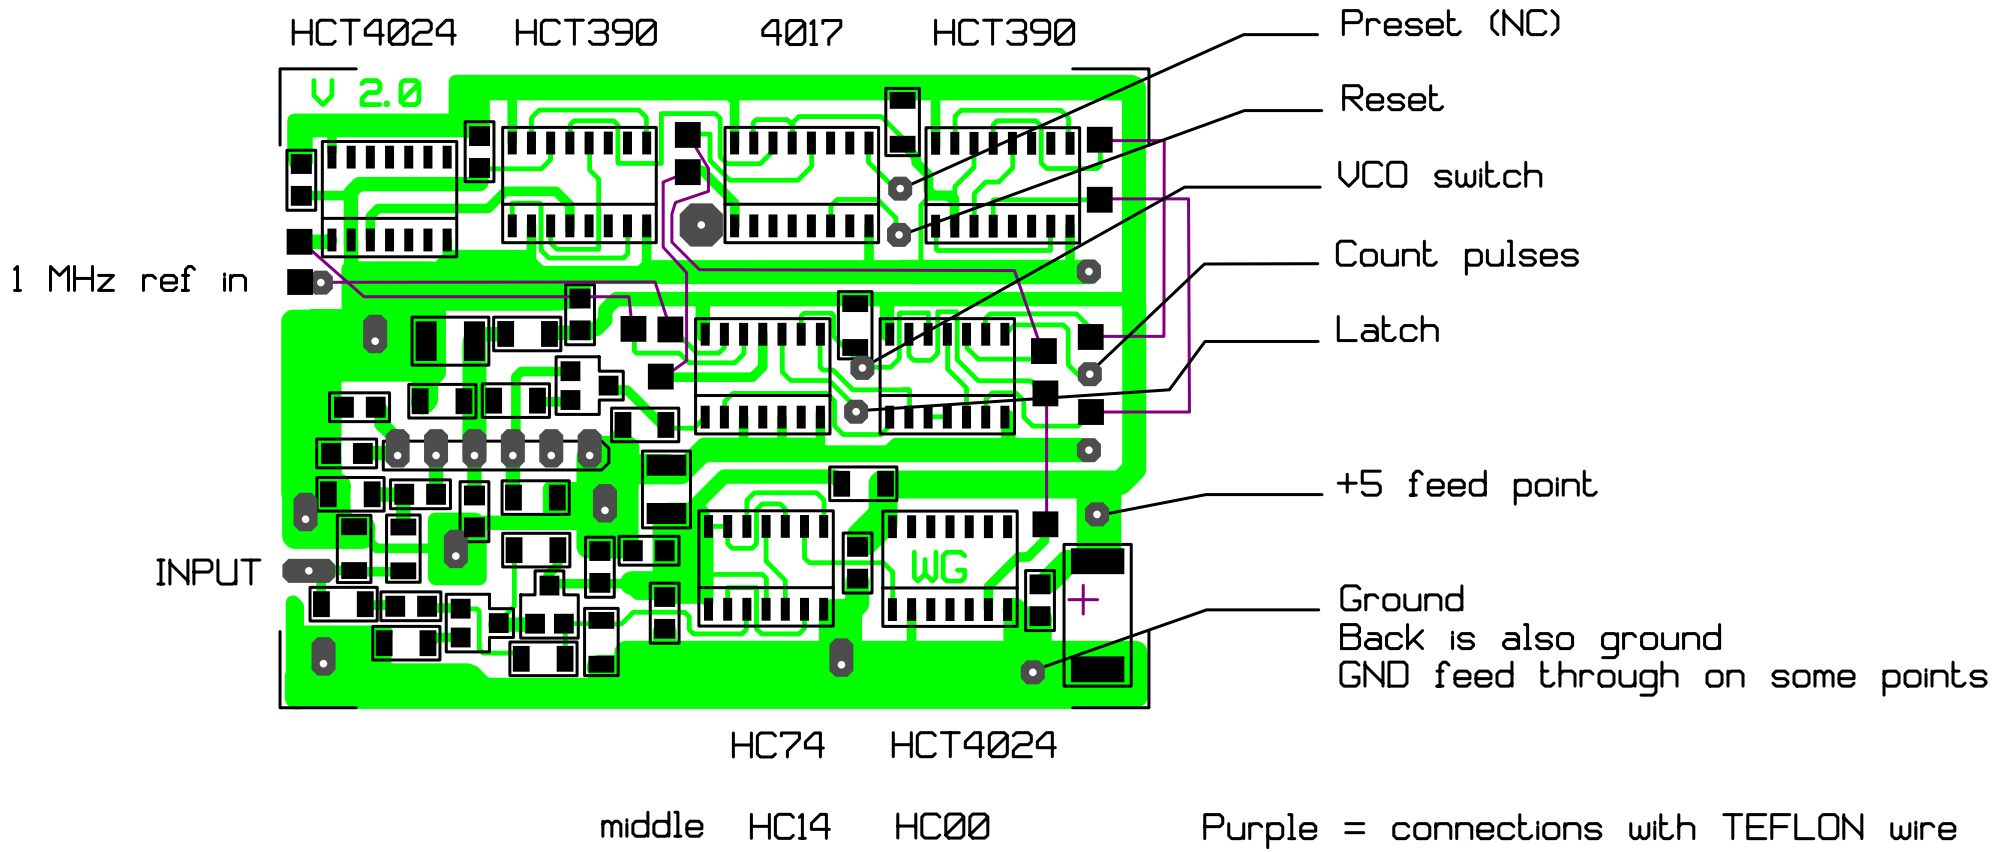 HCT4024 HCT390 4017 HCT390
Preset (NC)
V 2.0
Reset
VCO switch
Count pulses
1 MHz ref in
Latch
+5 feed point
INPUT
WG
+
Ground
Back is also ground
GND feed through on some points
HC74 HCT4024
middle HC14 HC00
Purple = connections with TEFLON wire